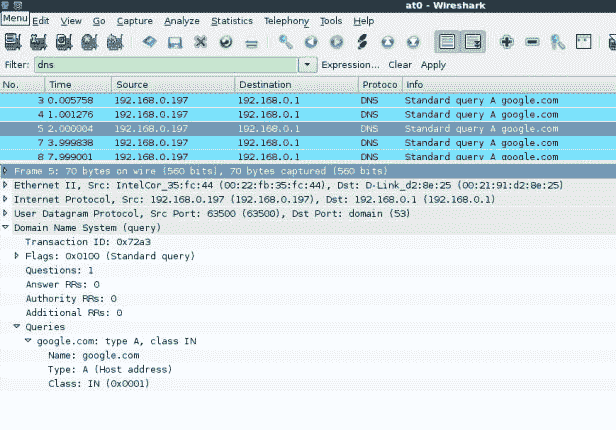 at0 - Wireshark
Menu Edit View Go Capture Analyze Statistics Telephony Tools Help
Filter: dns Expression... Clear Apply
No. Time Source Destination Protoco Info
3 0.005758 192.168.0.197 192.168.0.1 DNS Standard query A google.com
4 1.001276 192.168.0.197 192.168.0.1 DNS Standard query A google.com
5 2.000004 192.168.0.197 192.168.0.1 DNS Standard query A google.com
7 3.999838 192.168.0.197 192.168.0.1 DNS Standard query A google.com
8 7.999001 192.168.0.197 192.168.0.1 DNS Standard query A google.com
Frame 5: 70 bytes on wire (560 bits), 70 bytes captured (560 bits)
Ethernet II, Src: IntelCor_35:fc:44 (00:22:fb:35:fc:44), Dst: D-Link_d2:8e:25 (00:21:91:d2:8e:25)
Internet Protocol, Src: 192.168.0.197 (192.168.0.197), Dst: 192.168.0.1 (192.168.0.1)
User Datagram Protocol, Src Port: 63500 (63500), Dst Port: domain (53)
Domain Name System (query)
Transaction ID: 0x72a3
Flags: 0x0100 (Standard query)
Questions: 1
Answer RRs: 0
Authority RRs: 0
Additional RRs: 0
Queries
google.com: type A, class IN
Name: google.com
Type: A (Host address)
Class: IN (0x0001)